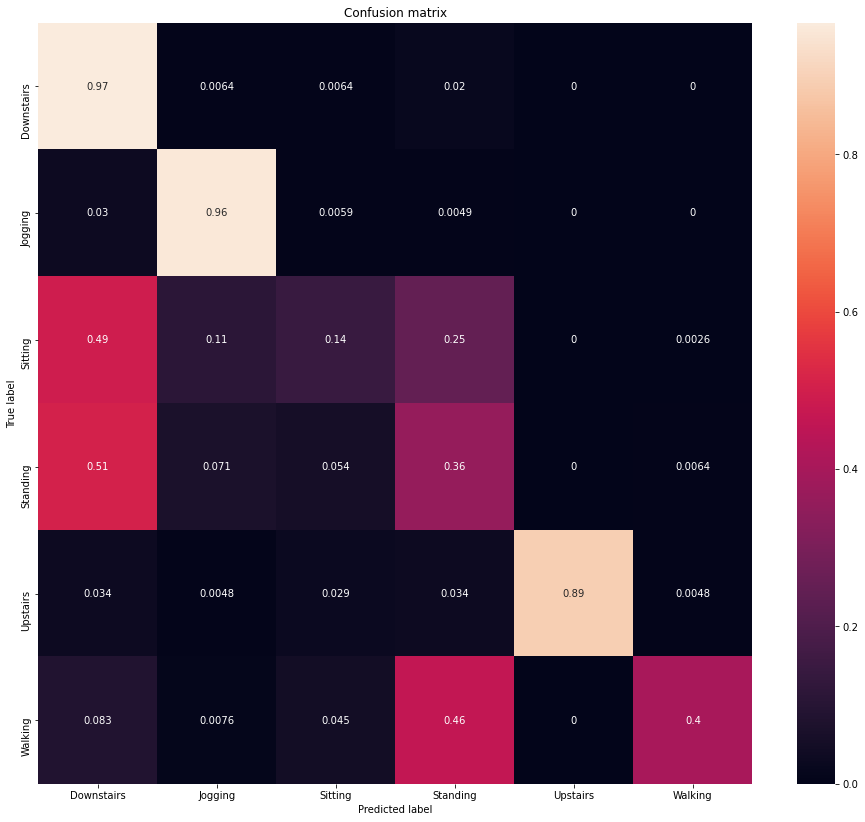 Confusion matrix
Downstairs 0.97 0.0064 0.0064 0.02 0 0
Jogging 0.03 0.96 0.0059 0.0049 0 0
Sitting 0.49 0.11 0.14 0.25 0 0.0026
Standing 0.51 0.071 0.054 0.36 0 0.0064
Upstairs 0.034 0.0048 0.029 0.034 0.89 0.0048
Walking 0.083 0.0076 0.045 0.46 0 0.4
True label
Downstairs Jogging Sitting Standing Upstairs Walking
Predicted label
0.8
0.6
0.4
0.2
0.0